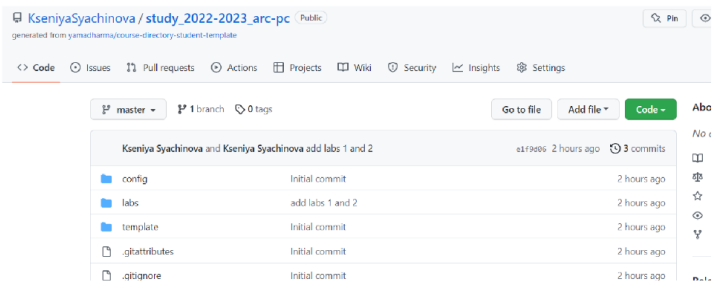 KseniyaSyachinova / study_2022-2023_arc-pc Public Pin
generated from yamadharma/course-directory-student-template
Code Issues Pull requests Actions Projects Wiki Security Insights Settings
master 1 branch 0 tags Go to file Add file Code
Kseniya Syachinova and Kseniya Syachinova add labs 1 and 2 e1f9d06 2 hours ago 3 commits
config Initial commit 2 hours ago
labs add labs 1 and 2 2 hours ago
template Initial commit 2 hours ago
.gitattributes Initial commit 2 hours ago
.gitignore Initial commit 2 hours ago